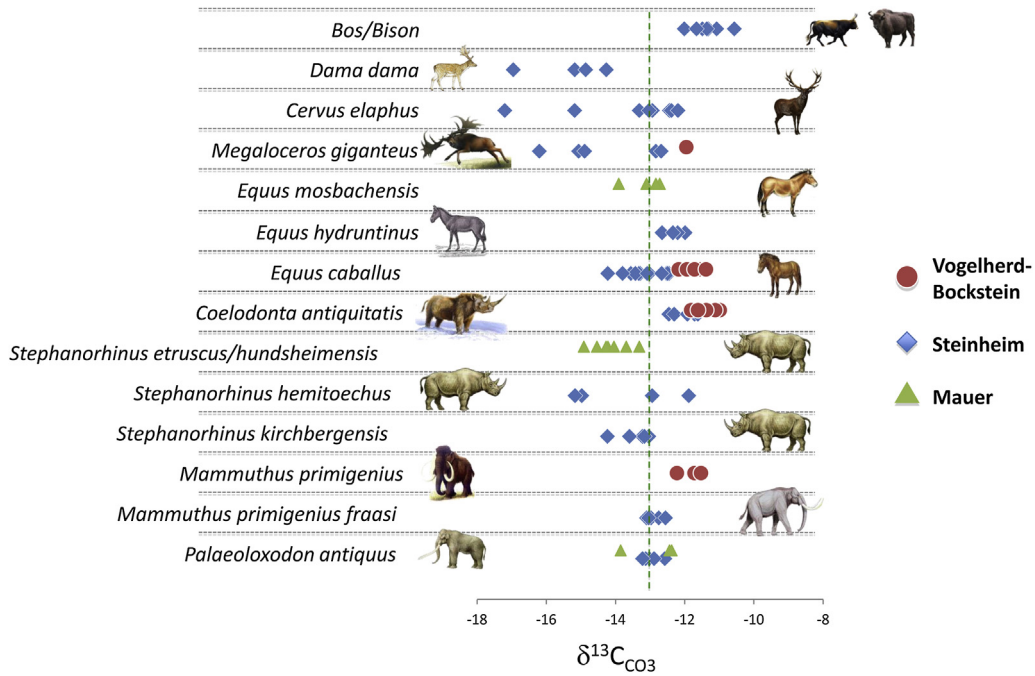 Bos/Bison
Dama dama
Cervus elaphus
Megaloceros giganteus
Equus mosbachensis
Equus hydruntinus
Equus caballus
Coelodonta antiquitatis
Stephanorhinus etruscus/hundsheimensis
Stephanorhinus hemitoechus
Stephanorhinus kirchbergensis
Mammuthus primigenius
Mammuthus primigenius fraasi
Palaeoloxodon antiquus
Vogelherd-
Bockstein
Steinheim
Mauer
-18 -16 -14 -12 -10 -8
δ¹³C_CO3